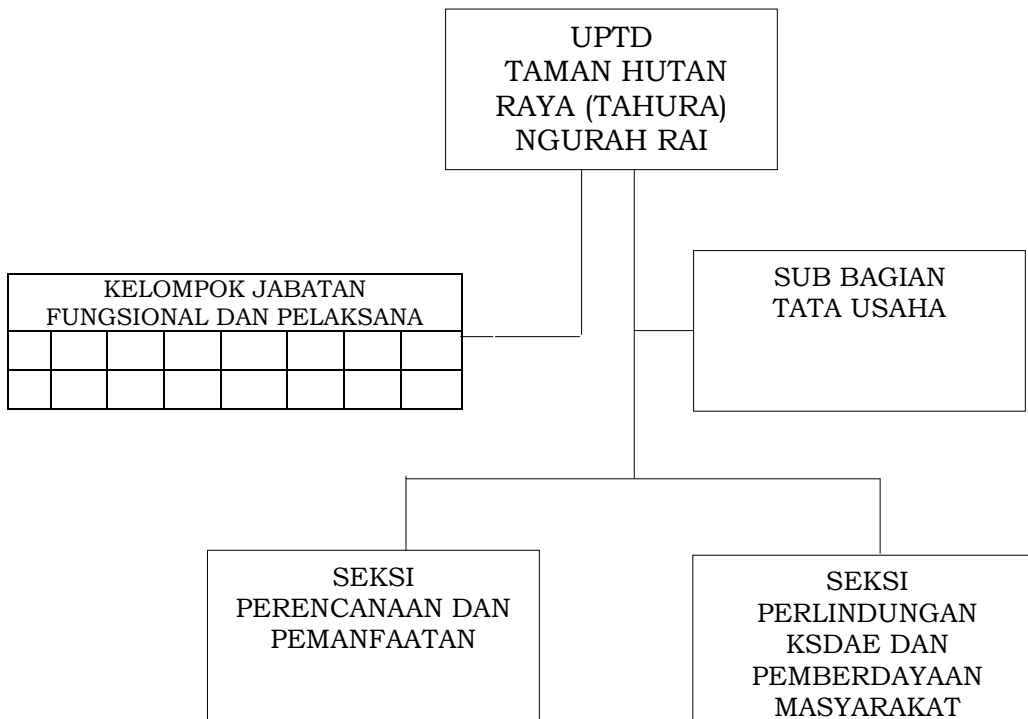 UPTD
TAMAN HUTAN
RAYA (TAHURA)
NGURAH RAI
KELOMPOK JABATAN
FUNGSIONAL DAN PELAKSANA
SUB BAGIAN
TATA USAHA
SEKSI
PERENCANAAN DAN
PEMANFAATAN
SEKSI
PERLINDUNGAN
KSDAE DAN
PEMBERDAYAAN
MASYARAKAT